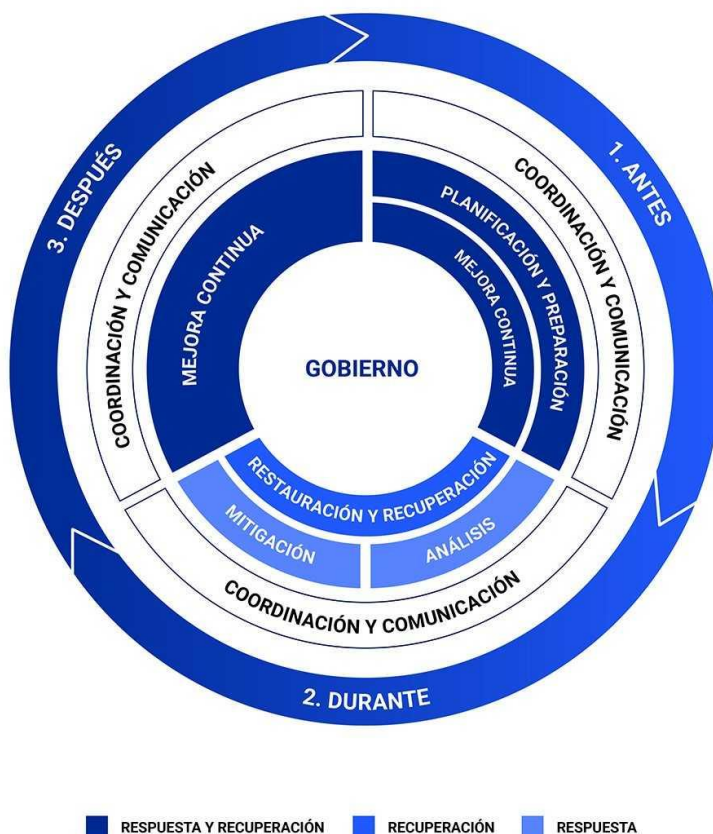 1. ANTES
COORDINACIÓN Y COMUNICACIÓN
PLANIFICACIÓN Y PREPARACIÓN
MEJORA CONTINUA
3. DESPUÉS
COORDINACIÓN Y COMUNICACIÓN
MEJORA CONTINUA
GOBIERNO
RESTAURACIÓN Y RECUPERACIÓN
MITIGACIÓN
ANÁLISIS
COORDINACIÓN Y COMUNICACIÓN
2. DURANTE
RESPUESTA Y RECUPERACIÓN
RECUPERACIÓN
RESPUESTA